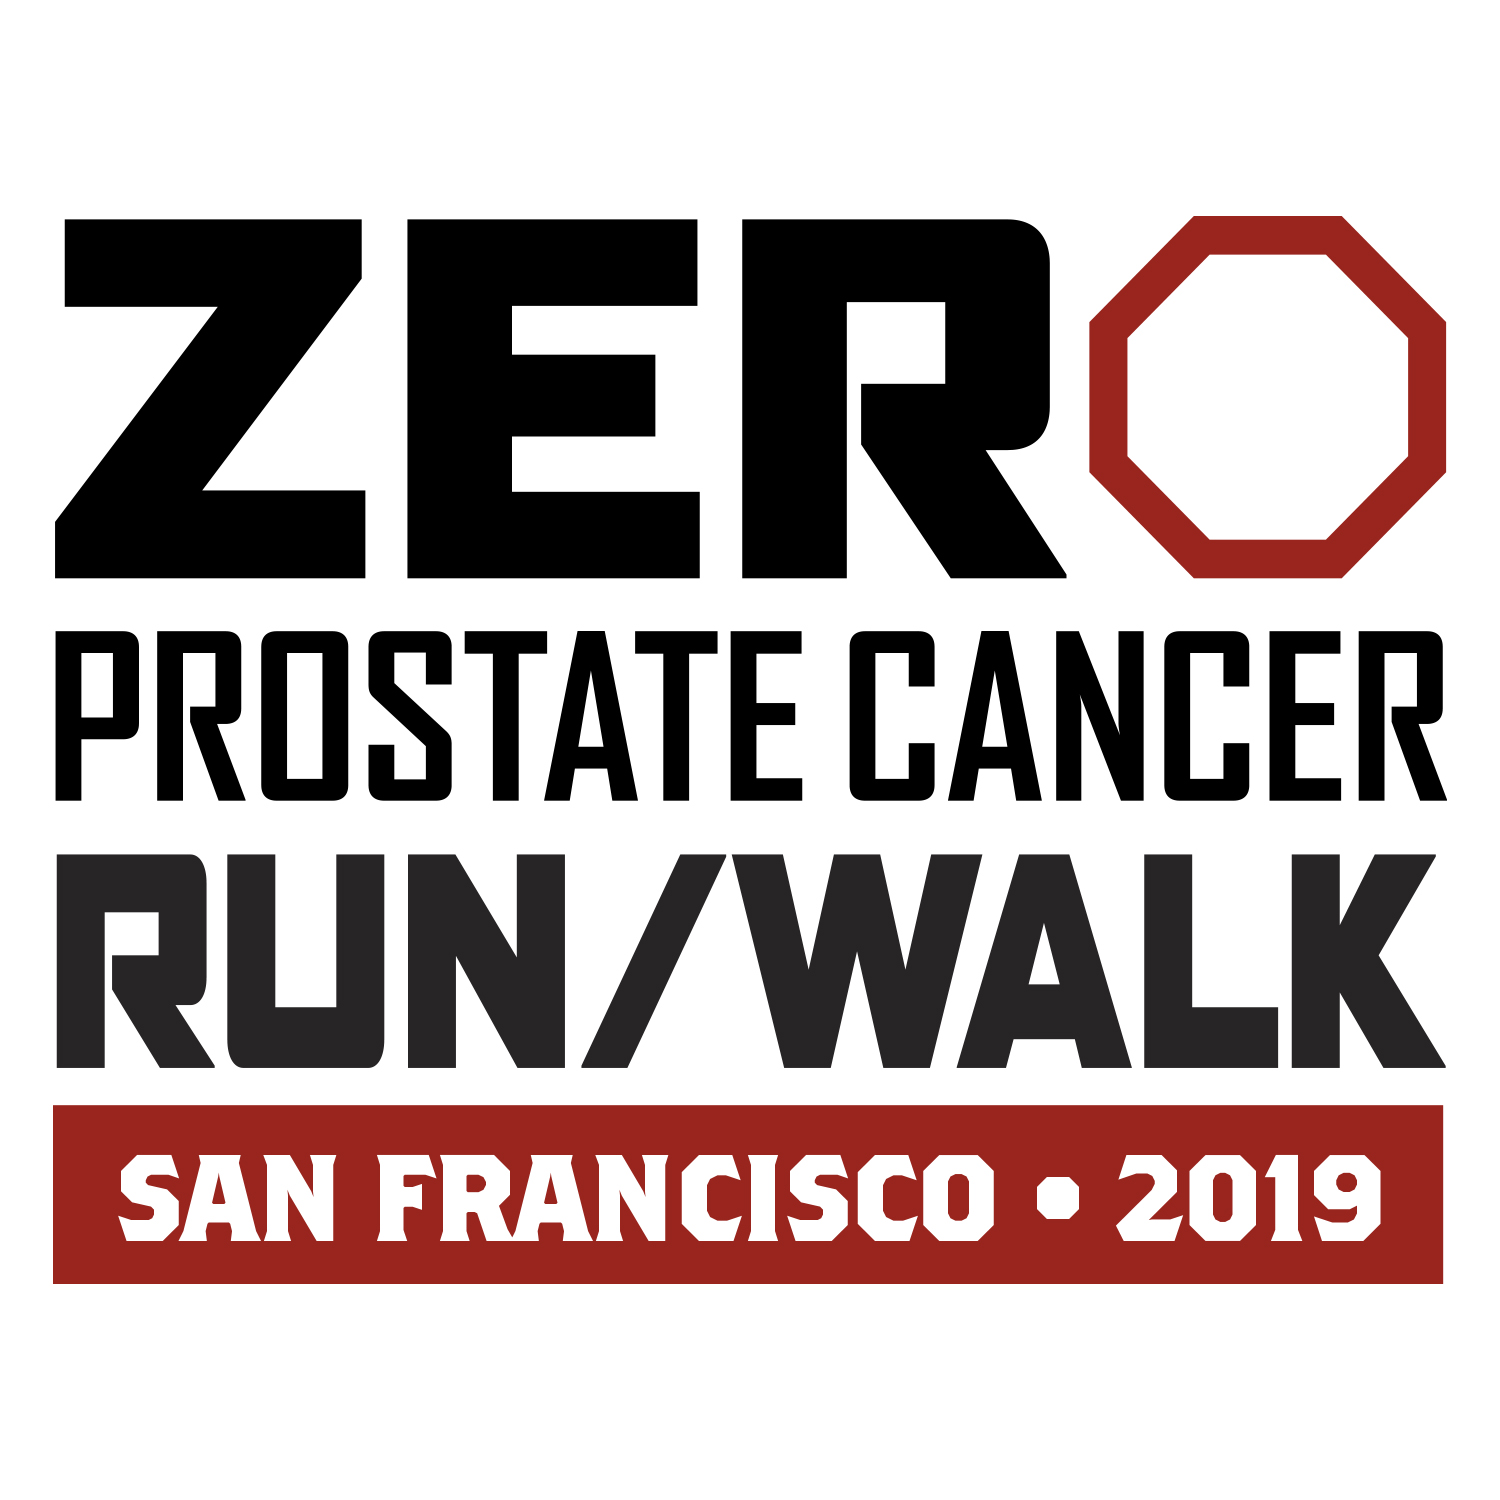 ZERO
PROSTATE CANCER
RUN/WALK
SAN FRANCISCO • 2019